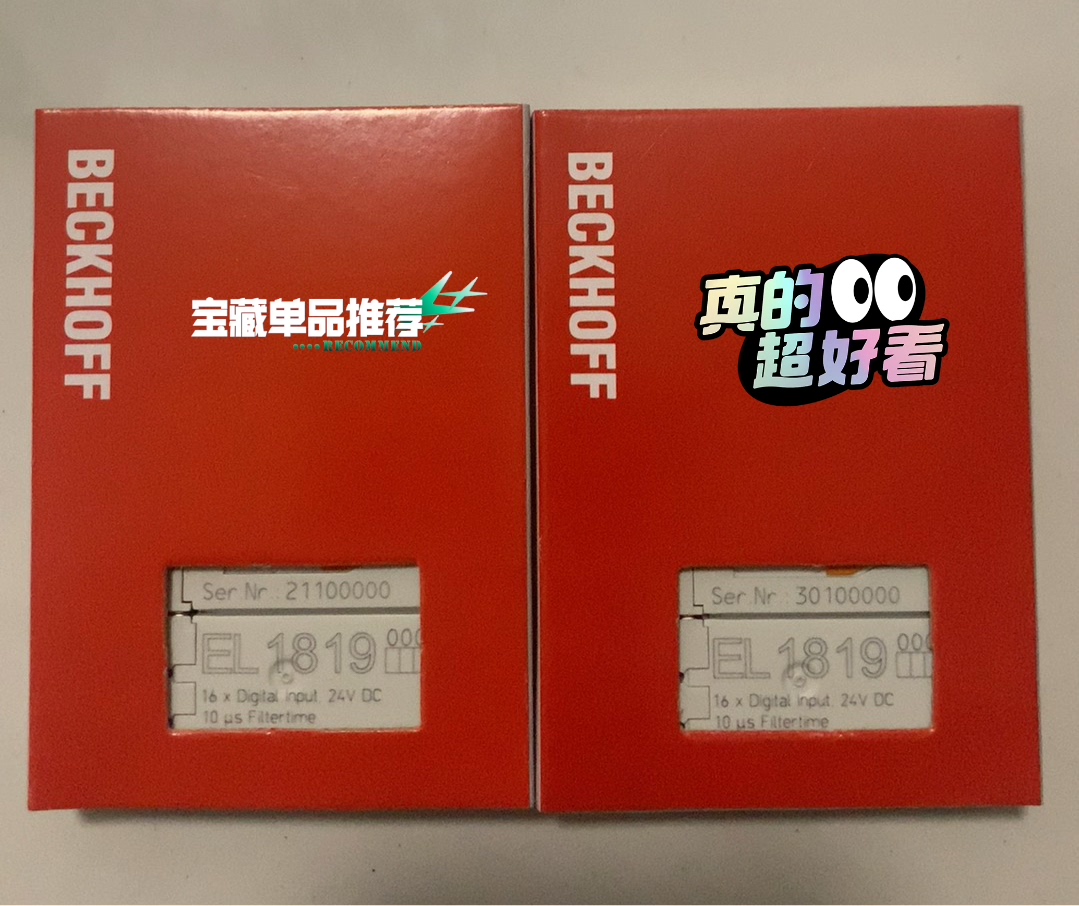 BECKHOFF
宝藏单品推荐
RECOMMEND
Ser. Nr.: 21100000
EL 1819 000
16 x Digital Input, 24V DC
10 µs Filtertime
BECKHOFF
真的
超好看
Ser. Nr.: 30100000
EL 1819 000
16 x Digital Input, 24V DC
10 µs Filtertime